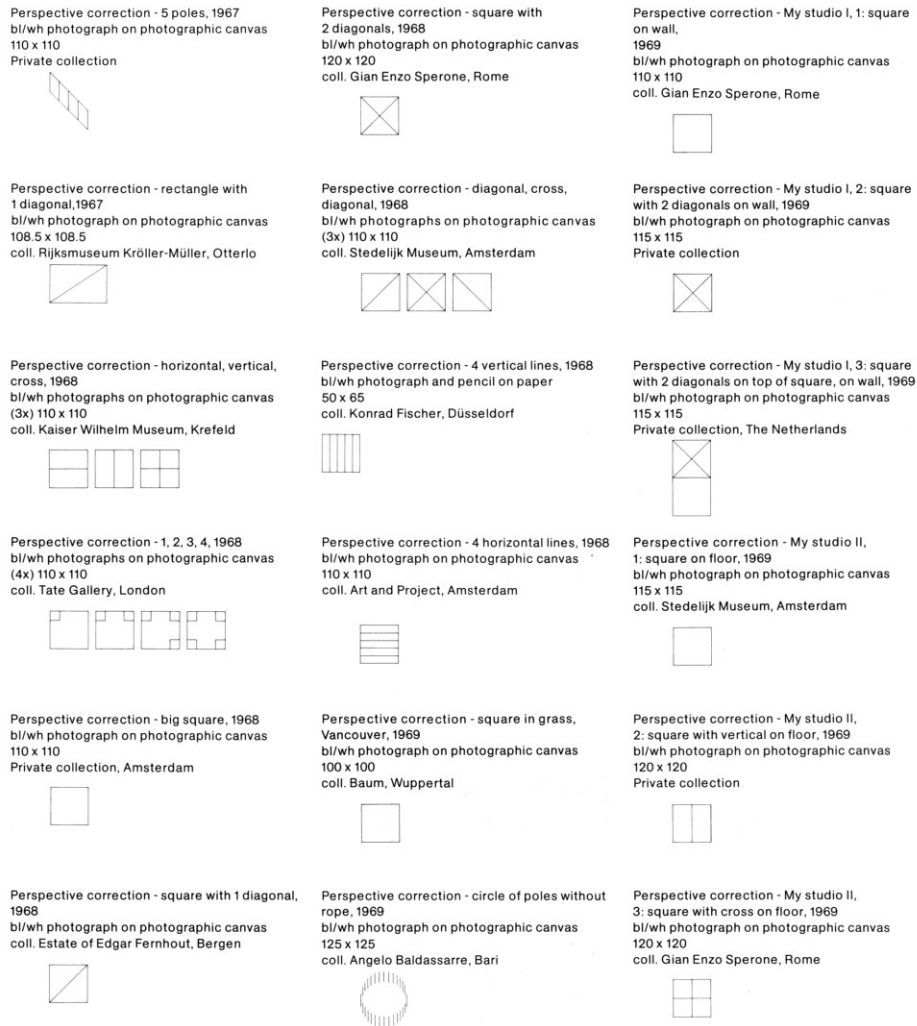 Perspective correction - 5 poles, 1967
bl/wh photograph on photographic canvas
110 x 110
Private collection

Perspective correction - rectangle with
1 diagonal,1967
bl/wh photograph on photographic canvas
108.5 x 108.5
coll. Rijksmuseum Kröller-Müller, Otterlo

Perspective correction - horizontal, vertical,
cross, 1968
bl/wh photographs on photographic canvas
(3x) 110 x 110
coll. Kaiser Wilhelm Museum, Krefeld

Perspective correction - 1, 2, 3, 4, 1968
bl/wh photographs on photographic canvas
(4x) 110 x 110
coll. Tate Gallery, London

Perspective correction - big square, 1968
bl/wh photograph on photographic canvas
110 x 110
Private collection, Amsterdam

Perspective correction - square with 1 diagonal,
1968
bl/wh photograph on photographic canvas
coll. Estate of Edgar Fernhout, Bergen

Perspective correction - square with
2 diagonals, 1968
bl/wh photograph on photographic canvas
120 x 120
coll. Gian Enzo Sperone, Rome

Perspective correction - diagonal, cross,
diagonal, 1968
bl/wh photographs on photographic canvas
(3x) 110 x 110
coll. Stedelijk Museum, Amsterdam

Perspective correction - 4 vertical lines, 1968
bl/wh photograph and pencil on paper
50 x 65
coll. Konrad Fischer, Düsseldorf

Perspective correction - 4 horizontal lines, 1968
bl/wh photograph on photographic canvas
110 x 110
coll. Art and Project, Amsterdam

Perspective correction - square in grass,
Vancouver, 1969
bl/wh photograph on photographic canvas
100 x 100
coll. Baum, Wuppertal

Perspective correction - circle of poles without
rope, 1969
bl/wh photograph on photographic canvas
125 x 125
coll. Angelo Baldassarre, Bari

Perspective correction - My studio I, 1: square
on wall,
1969
bl/wh photograph on photographic canvas
110 x 110
coll. Gian Enzo Sperone, Rome

Perspective correction - My studio I, 2: square
with 2 diagonals on wall, 1969
bl/wh photograph on photographic canvas
115 x 115
Private collection

Perspective correction - My studio I, 3: square
with 2 diagonals on top of square, on wall, 1969
bl/wh photograph on photographic canvas
115 x 115
Private collection, The Netherlands

Perspective correction - My studio II,
1: square on floor, 1969
bl/wh photograph on photographic canvas
115 x 115
coll. Stedelijk Museum, Amsterdam

Perspective correction - My studio II,
2: square with vertical on floor, 1969
bl/wh photograph on photographic canvas
120 x 120
Private collection

Perspective correction - My studio II,
3: square with cross on floor, 1969
bl/wh photograph on photographic canvas
120 x 120
coll. Gian Enzo Sperone, Rome